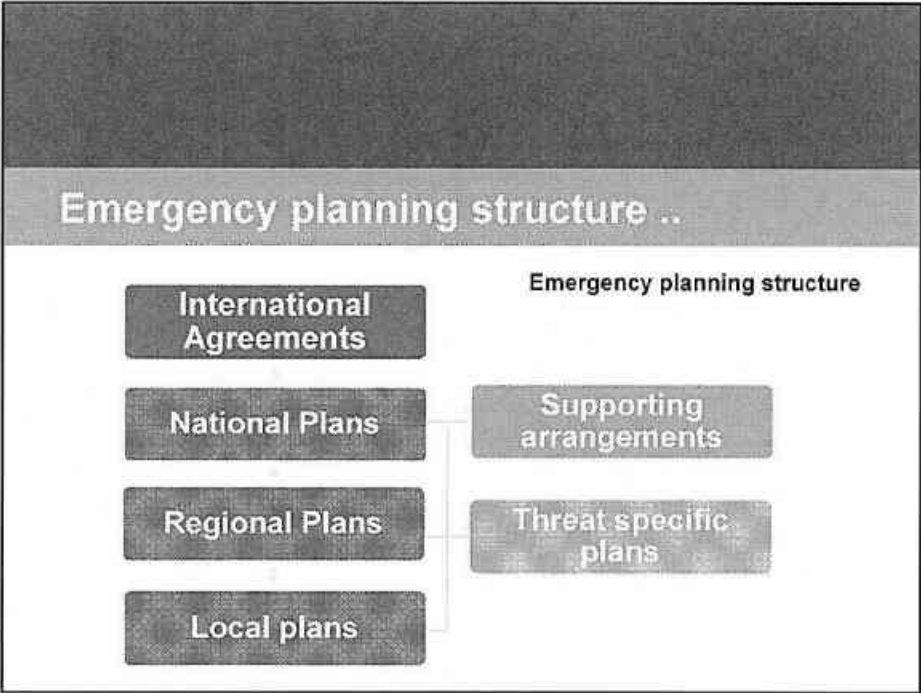 Emergency planning structure ..
Emergency planning structure
International
Agreements
National Plans
Supporting
arrangements
Regional Plans
Threat specific
plans
Local plans